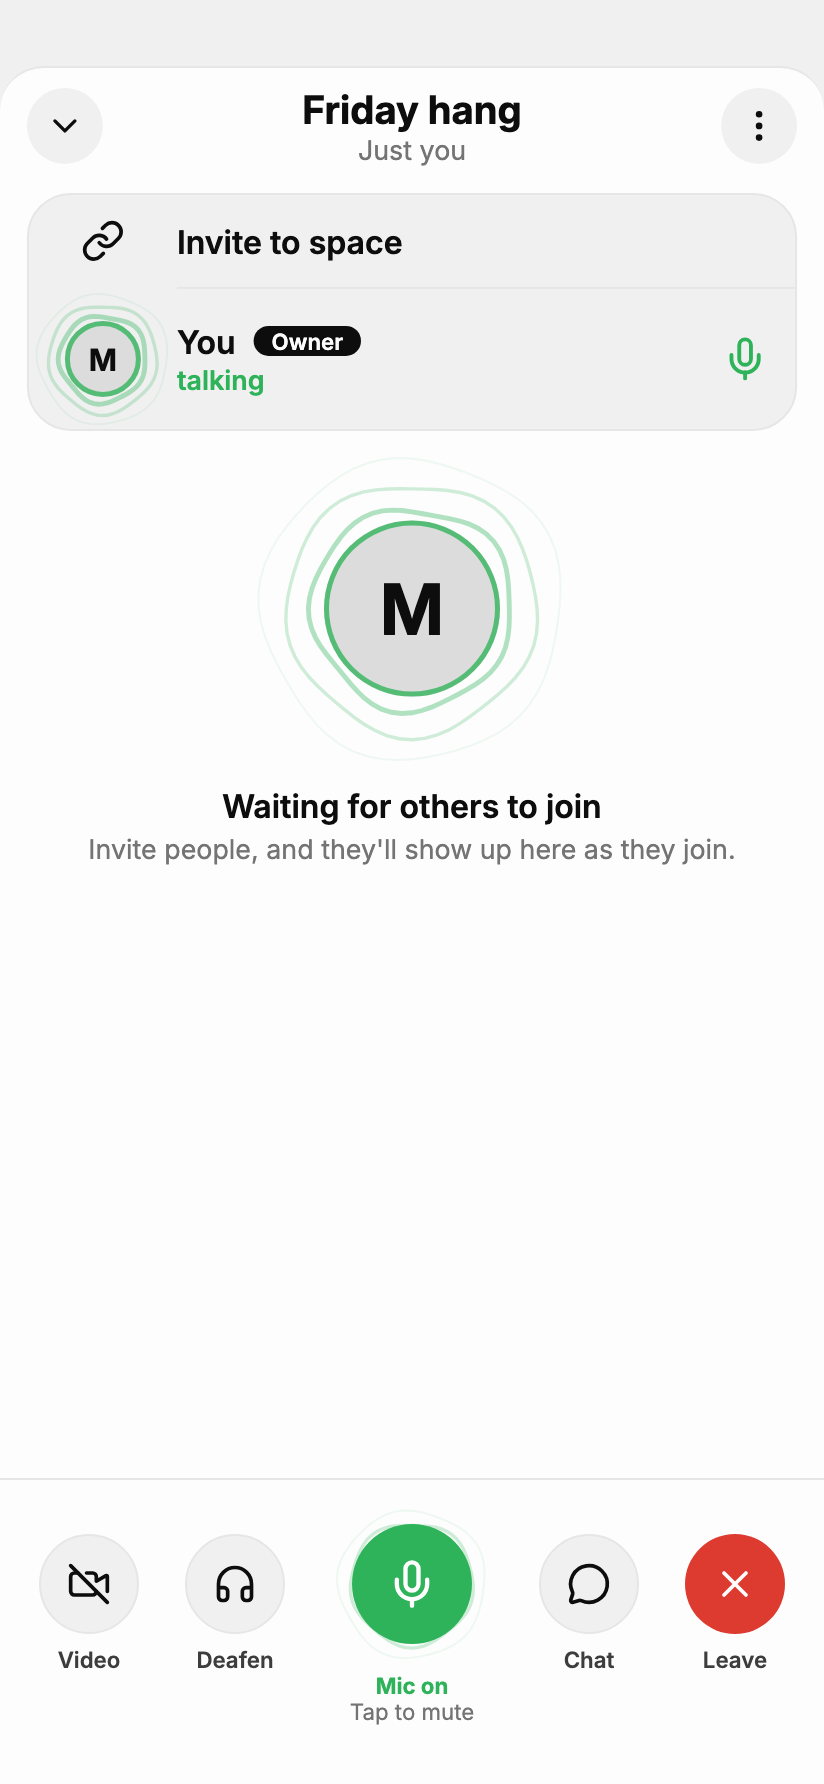 Friday hang
Just you
Invite to space
M
You Owner
talking
M
Waiting for others to join
Invite people, and they'll show up here as they join.
Video
Deafen
Mic on
Tap to mute
Chat
Leave